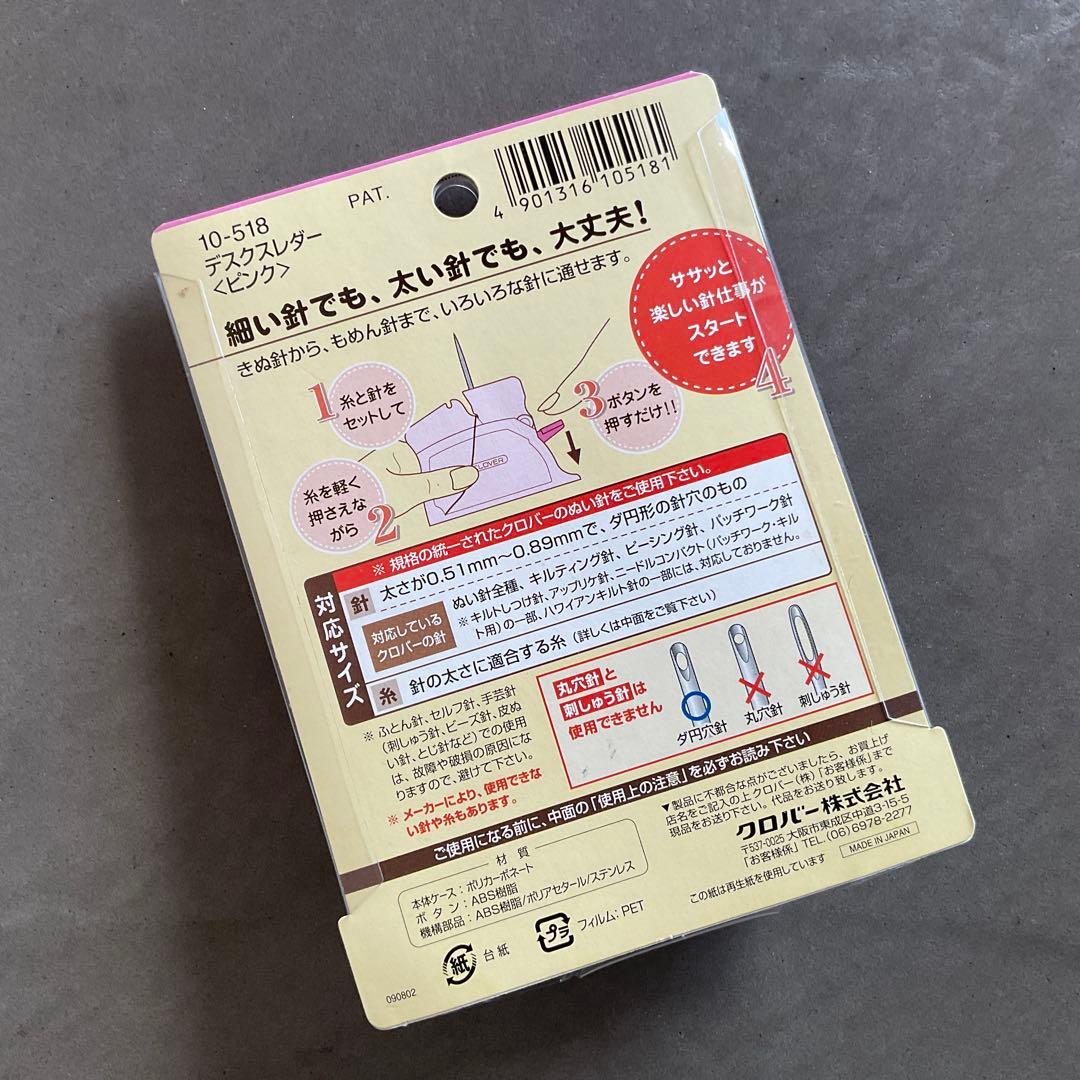 PAT.
4 901316 105181
10-518
デスクスレダー
<ピンク>
細い針でも、太い針でも、大丈夫!
きぬ針から、もめん針まで、いろいろな針に通せます。
1 糸と針を
セットして
2 糸を軽く
押さえな
がら
3 ボタンを
押すだけ!!
4 ササッと
楽しい針仕事が
スタート
できます
CLOVER
※ 規格の統一されたクロバーのぬい針をご使用下さい。
対応サイズ
針 太さが0.51mm〜0.89mmで、ダ円形の針穴のもの
対応している
クロバーの針
ぬい針全種、キルティング針、ピーシング針、パッチワーク針
※キルトしつけ針、アップリケ針、ニードルコンパクト(パッチワーク・キル
ト用)の一部、ハワイアンキルト針の一部には、対応しておりません。
糸 針の太さに適合する糸(詳しくは中面をご覧下さい)
※ ふとん針、セルフ針、手芸針
(刺しゅう針、ビーズ針、皮ぬ
い針、とじ針など)での使用
は、故障や破損の原因にな
りますので、避けて下さい。
※ メーカーにより、使用できな
い針や糸もあります。
丸穴針と
刺しゅう針は
使用できません
ダ円穴針
丸穴針
刺しゅう針
ご使用になる前に、中面の「使用上の注意」を必ずお読み下さい
材質
本体ケース:ポリカーボネート
ボタン:ABS樹脂
機構部品:ABS樹脂/ポリアセタール/ステンレス
▼製品に不都合な点がございましたら、お買上げ
店名をご記入の上クロバー(株)「お客様係」まで
現品をお送り下さい。代品をお送り致します。
クロバー株式会社
〒537-0025 大阪市東成区中道3-15-5
「お客様係」TEL.(06)6978-2277
MADE IN JAPAN
この紙は再生紙を使用しています
紙 台紙
プラ フィルム:PET
090802